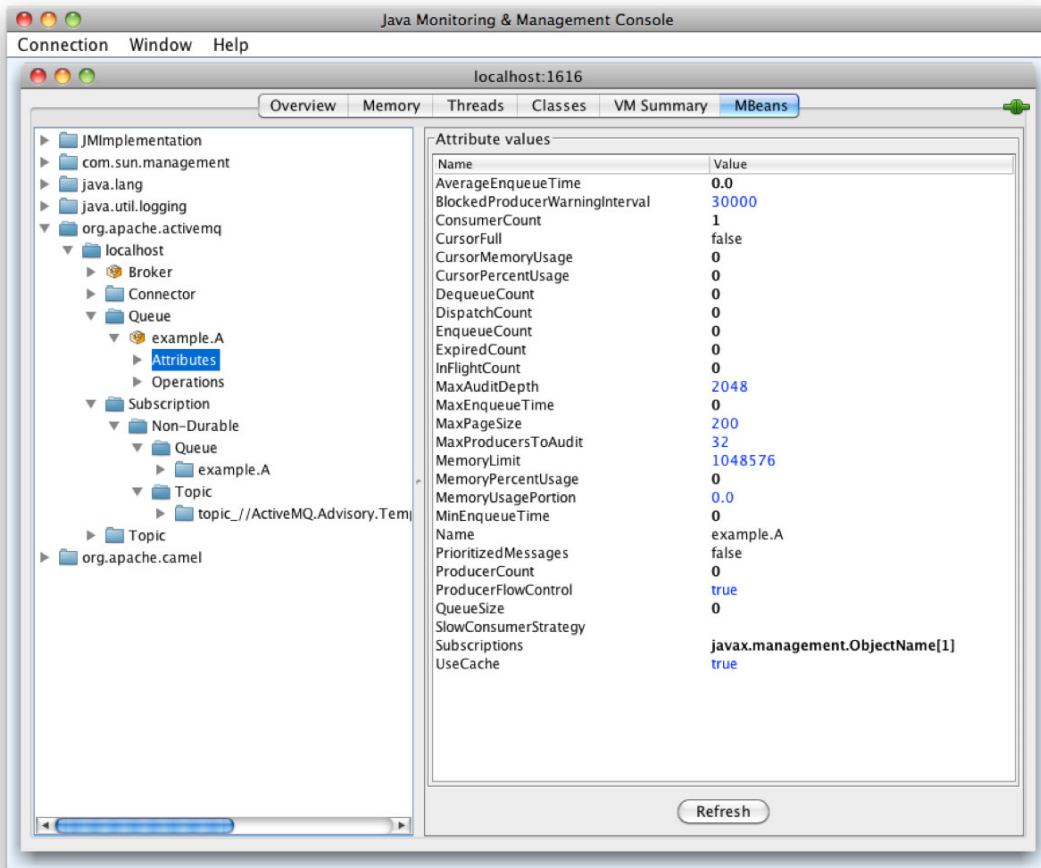 Java Monitoring & Management Console
Connection Window Help
localhost:1616
Overview Memory Threads Classes VM Summary MBeans
JMImplementation
com.sun.management
java.lang
java.util.logging
org.apache.activemq
localhost
Broker
Connector
Queue
example.A
Attributes
Operations
Subscription
Non-Durable
Queue
example.A
Topic
topic_//ActiveMQ.Advisory.Temp
Topic
org.apache.camel
Attribute values
Name Value
AverageEnqueueTime 0.0
BlockedProducerWarningInterval 30000
ConsumerCount 1
CursorFull false
CursorMemoryUsage 0
CursorPercentUsage 0
DequeueCount 0
DispatchCount 0
EnqueueCount 0
ExpiredCount 0
InFlightCount 0
MaxAuditDepth 2048
MaxEnqueueTime 0
MaxPageSize 200
MaxProducersToAudit 32
MemoryLimit 1048576
MemoryPercentUsage 0
MemoryUsagePortion 0.0
MinEnqueueTime 0
Name example.A
PrioritizedMessages false
ProducerCount 0
ProducerFlowControl true
QueueSize 0
SlowConsumerStrategy
Subscriptions javax.management.ObjectName[1]
UseCache true
Refresh